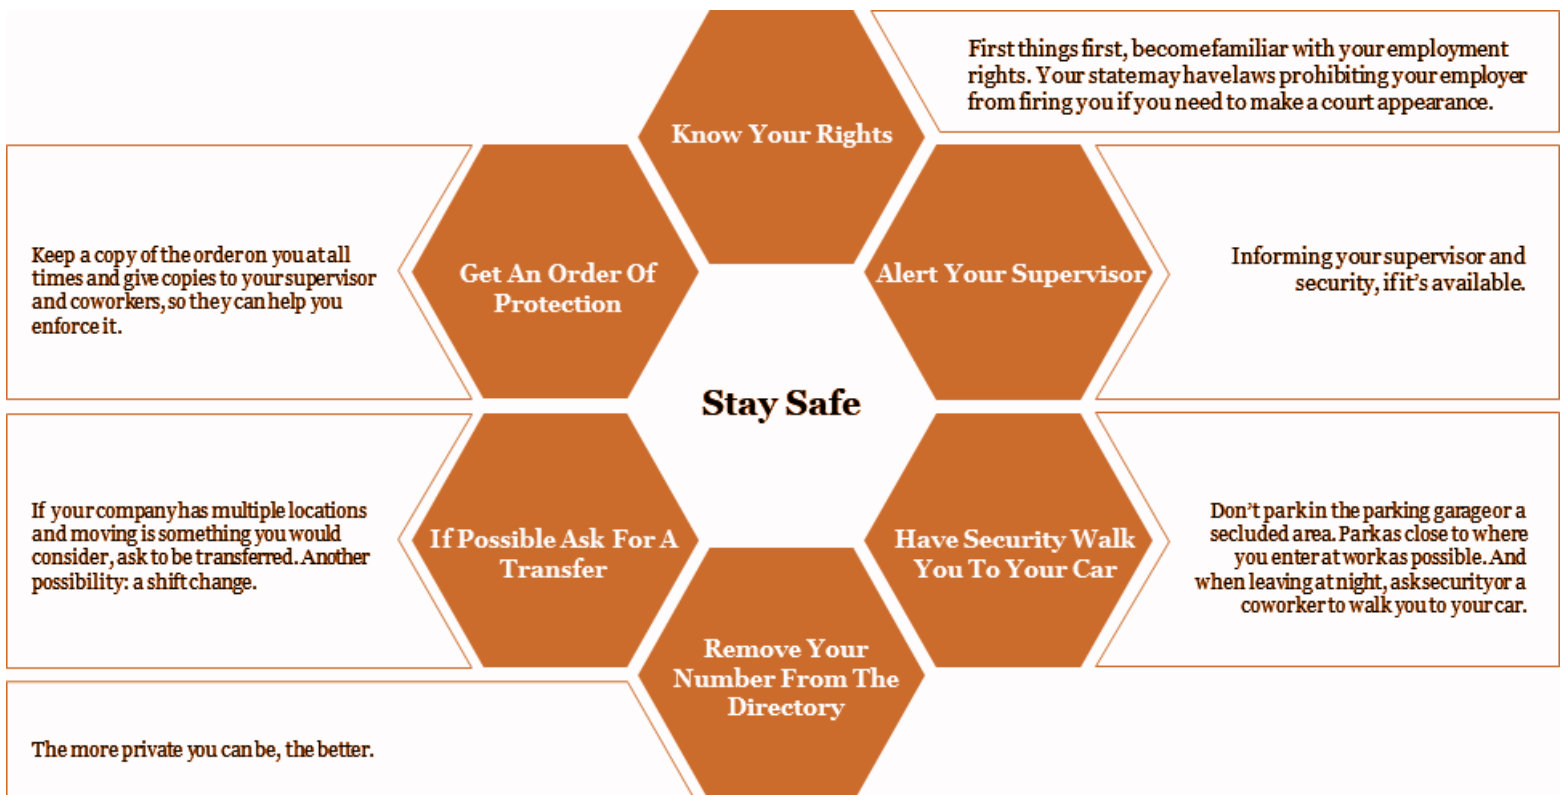 Know Your Rights
First things first, become familiar with your employment
rights. Your state may have laws prohibiting your employer
from firing you if you need to make a court appearance.
Alert Your Supervisor
Informing your supervisor and
security, if it’s available.
Have Security Walk
You To Your Car
Don’t park in the parking garage or a
secluded area. Park as close to where
you enter at work as possible. And
when leaving at night, ask security or a
coworker to walk you to your car.
Remove Your
Number From The
Directory
The more private you can be, the better.
If Possible Ask For A
Transfer
If your company has multiple locations
and moving is something you would
consider, ask to be transferred. Another
possibility: a shift change.
Get An Order Of
Protection
Keep a copy of the order on you at all
times and give copies to your supervisor
and coworkers, so they can help you
enforce it.
Stay Safe